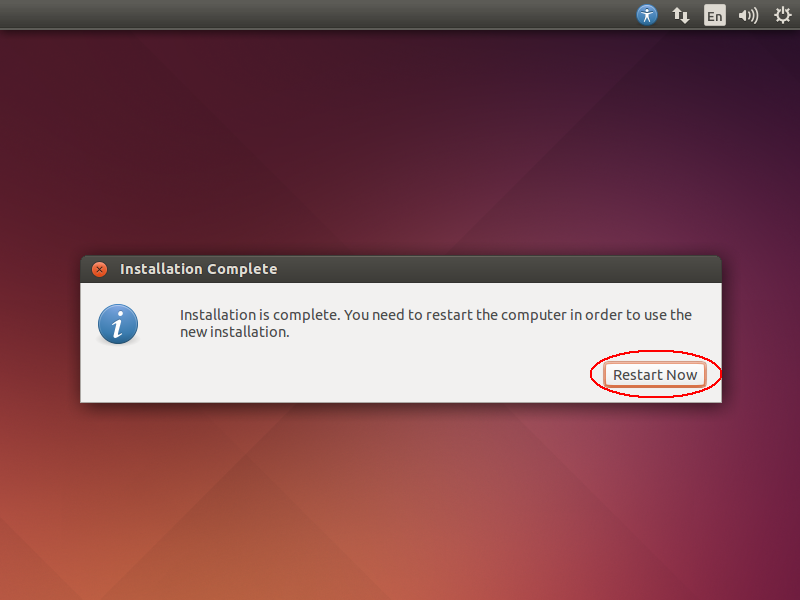 En
Installation Complete
Installation is complete. You need to restart the computer in order to use the
new installation.
Restart Now